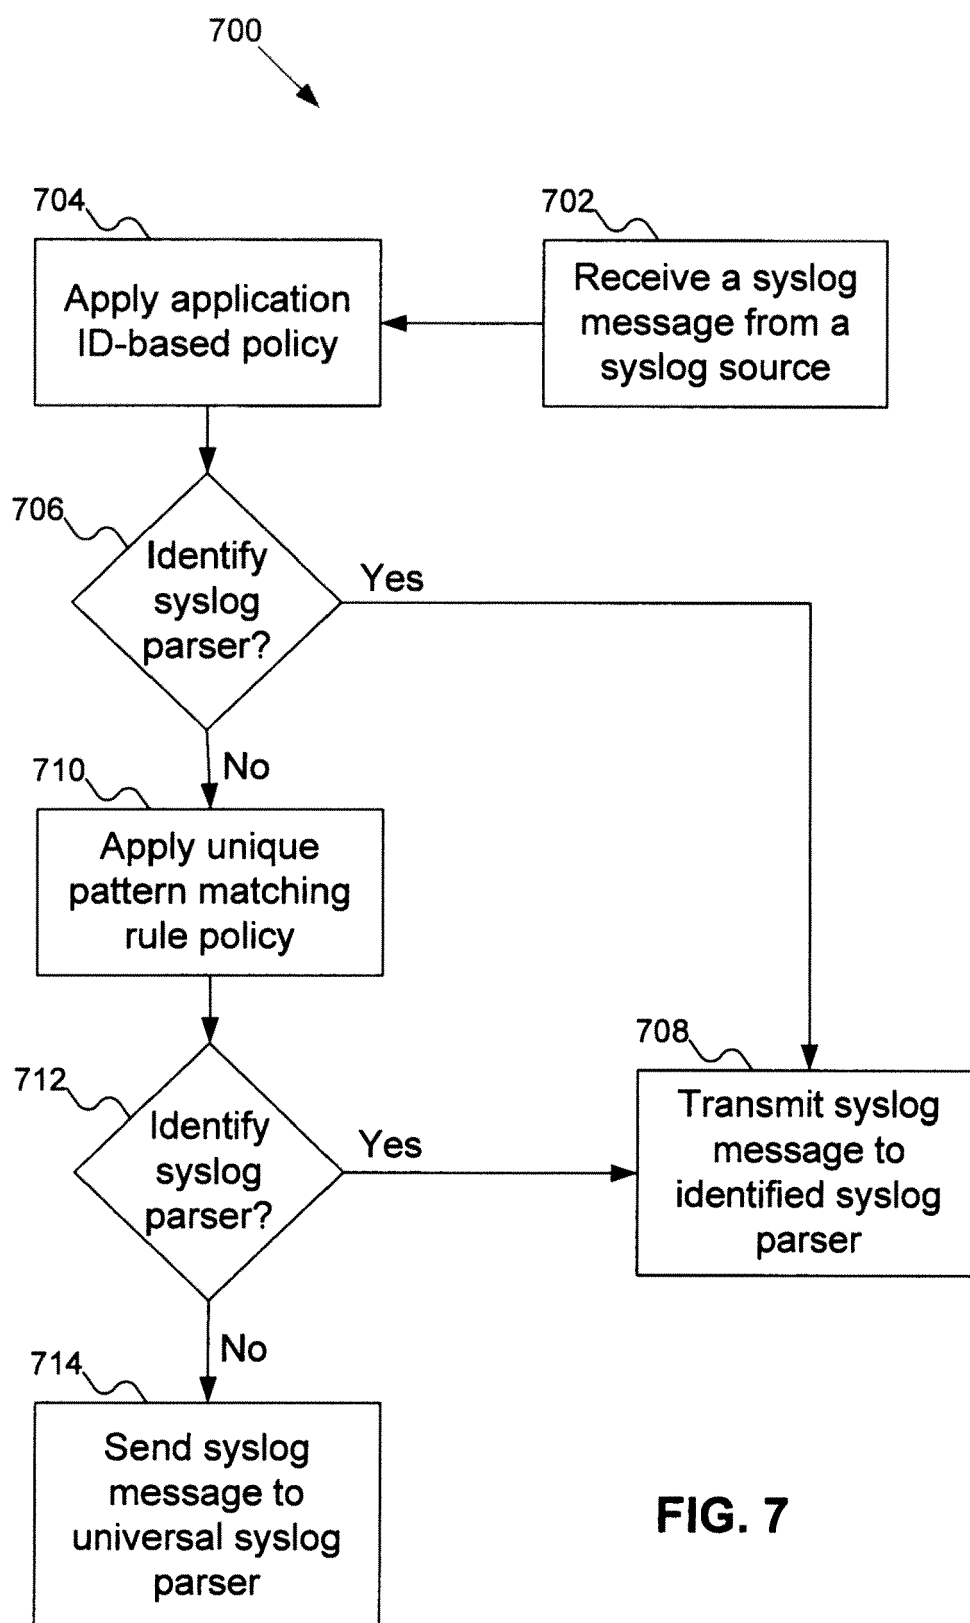 700
704
702
Apply application
ID-based policy
Receive a syslog
message from a
syslog source
706
Identify
syslog
parser?
Yes
No
710
Apply unique
pattern matching
rule policy
712
Identify
syslog
parser?
Yes
708
Transmit syslog
message to
identified syslog
parser
No
714
Send syslog
message to
universal syslog
parser
FIG. 7